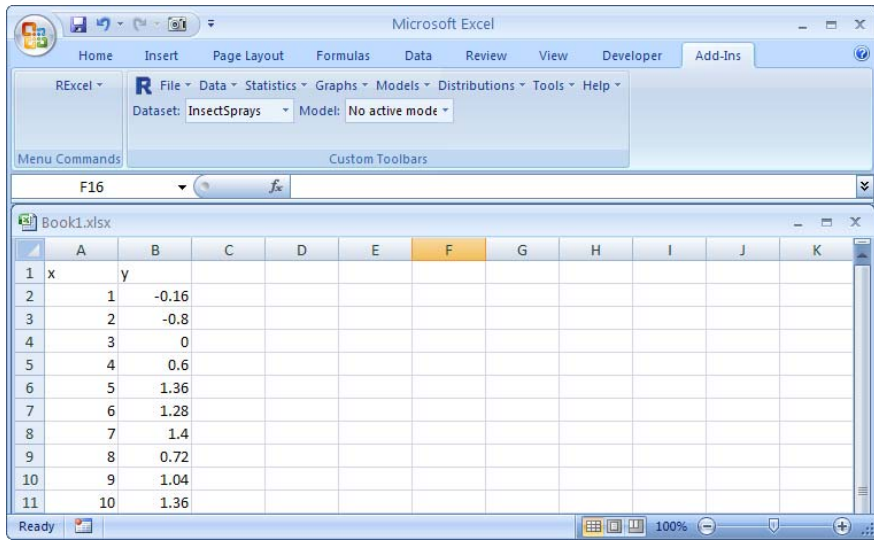 Microsoft Excel
Home Insert Page Layout Formulas Data Review View Developer Add-Ins
RExcel R File Data Statistics Graphs Models Distributions Tools Help
Dataset: InsectSprays Model: No active mode
Menu Commands Custom Toolbars
F16 fx
Book1.xlsx
A B C D E F G H I J K
1 x y
2 1 -0.16
3 2 -0.8
4 3 0
5 4 0.6
6 5 1.36
7 6 1.28
8 7 1.4
9 8 0.72
10 9 1.04
11 10 1.36
Ready 100%